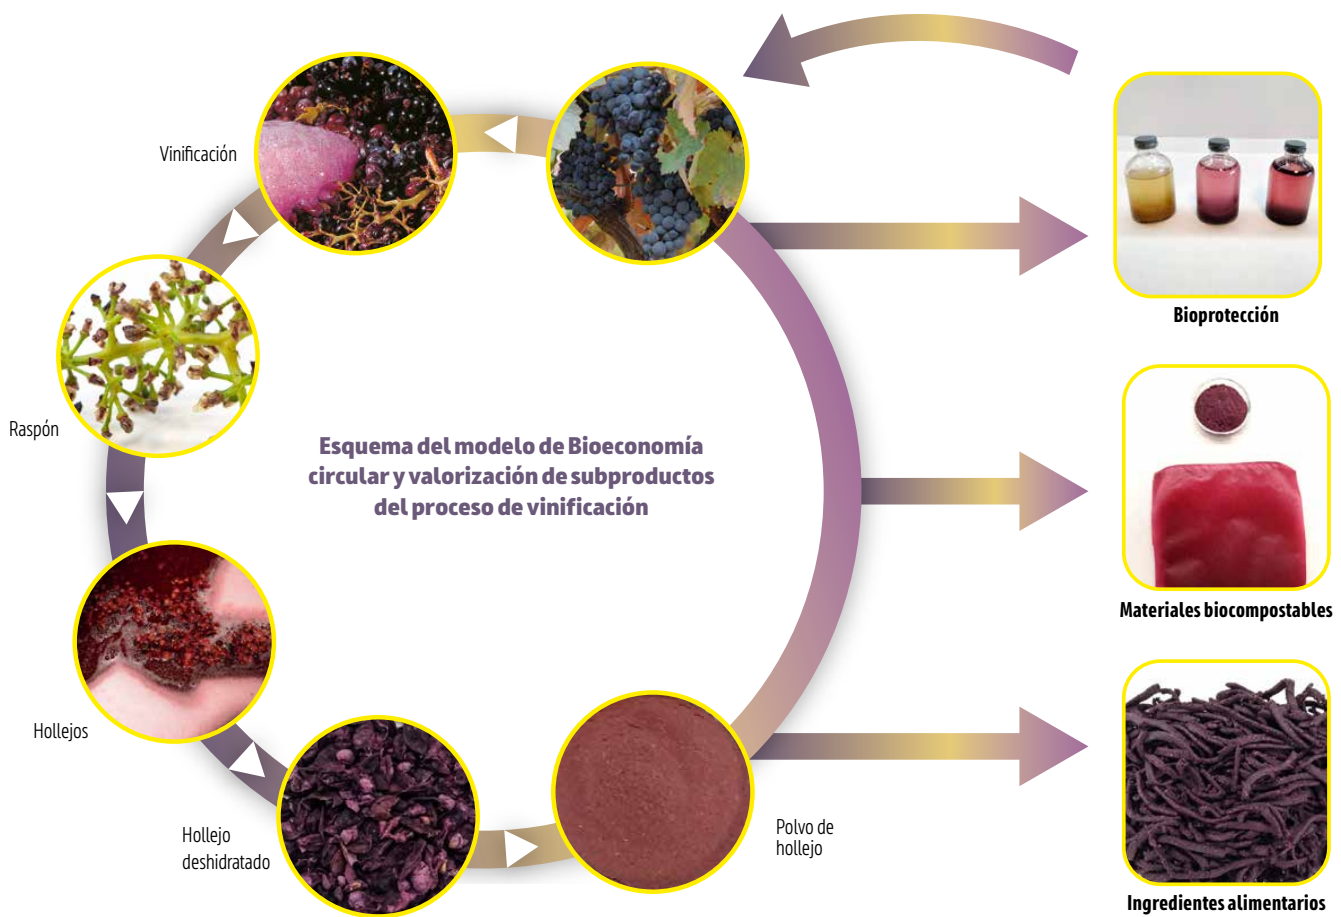 Vinificación
Raspón
Esquema del modelo de Bioeconomía
circular y valorización de subproductos
del proceso de vinificación
Hollejos
Hollejo
deshidratado
Polvo de
hollejo
Bioprotección
Materiales biocompostables
Ingredientes alimentarios